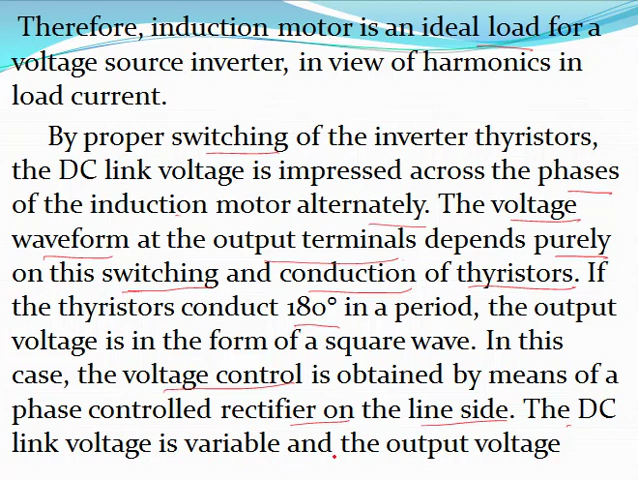 Therefore, induction motor is an ideal load for a
voltage source inverter, in view of harmonics in
load current.
By proper switching of the inverter thyristors,
the DC link voltage is impressed across the phases
of the induction motor alternately. The voltage
waveform at the output terminals depends purely
on this switching and conduction of thyristors. If
the thyristors conduct 180° in a period, the output
voltage is in the form of a square wave. In this
case, the voltage control is obtained by means of a
phase controlled rectifier on the line side. The DC
link voltage is variable and the output voltage